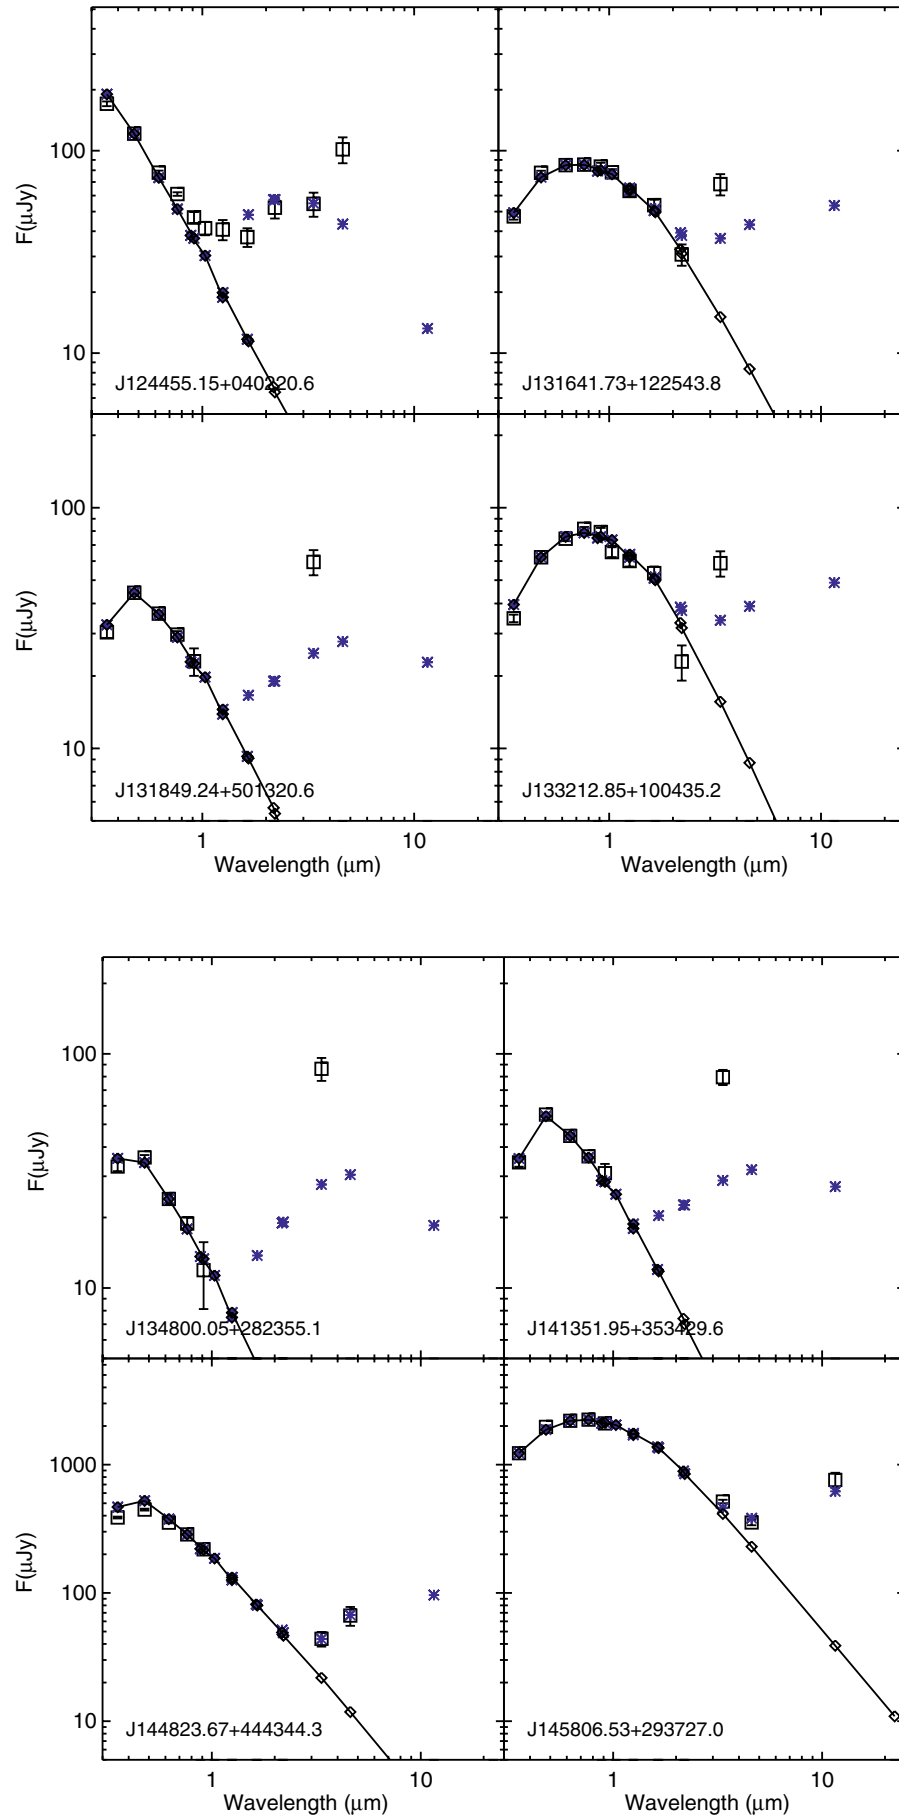 F(μJy)
100
10
J124455.15+040220.6
J131641.73+122543.8
F(μJy)
100
10
J131849.24+501320.6
J133212.85+100435.2
1
10
1
10
Wavelength (μm)
Wavelength (μm)
F(μJy)
100
10
J134800.05+282355.1
J141351.95+353429.6
F(μJy)
1000
100
10
J144823.67+444344.3
J145806.53+293727.0
1
10
1
10
Wavelength (μm)
Wavelength (μm)